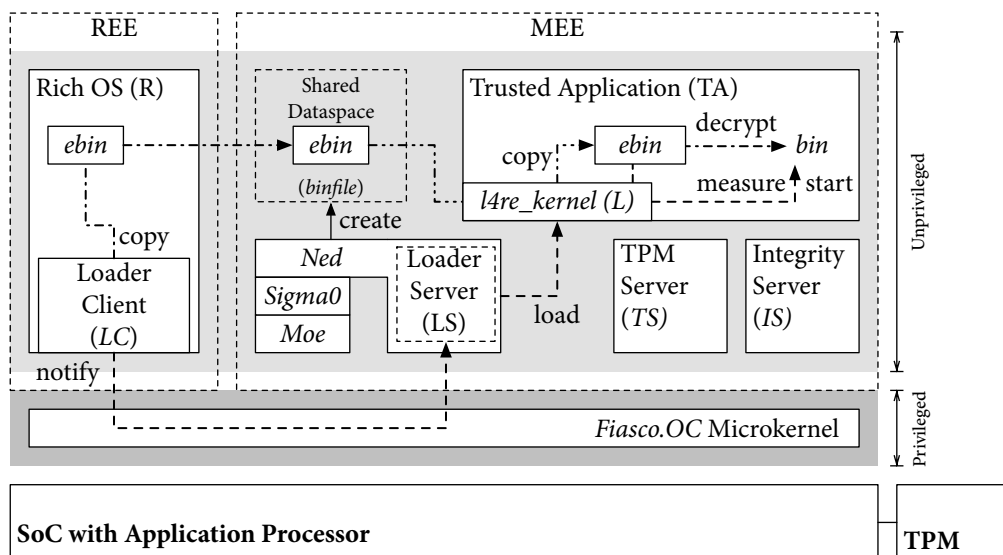 REE
MEE
Rich OS (R)
ebin
copy
Loader
Client
(LC)
notify
Shared
Dataspace
ebin
(binfile)
create
Ned
Sigma0
Moe
Loader
Server
(LS)
load
Trusted Application (TA)
ebin
decrypt
bin
copy
measure
start
l4re_kernel (L)
TPM
Server
(TS)
Integrity
Server
(IS)
Unprivileged
Fiasco.OC Microkernel
Privileged
SoC with Application Processor
TPM